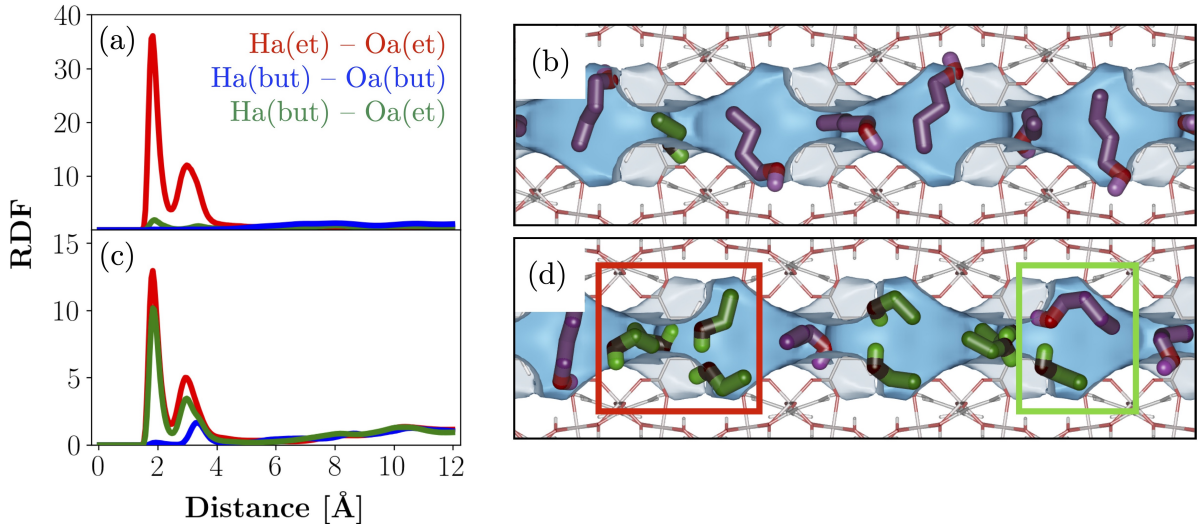 (a)
Ha(et) – Oa(et)
Ha(but) – Oa(but)
Ha(but) – Oa(et)
40
30
20
10
(c)
15
10
5
0
0 2 4 6 8 10 12
RDF
Distance [Å]
(b)
(d)